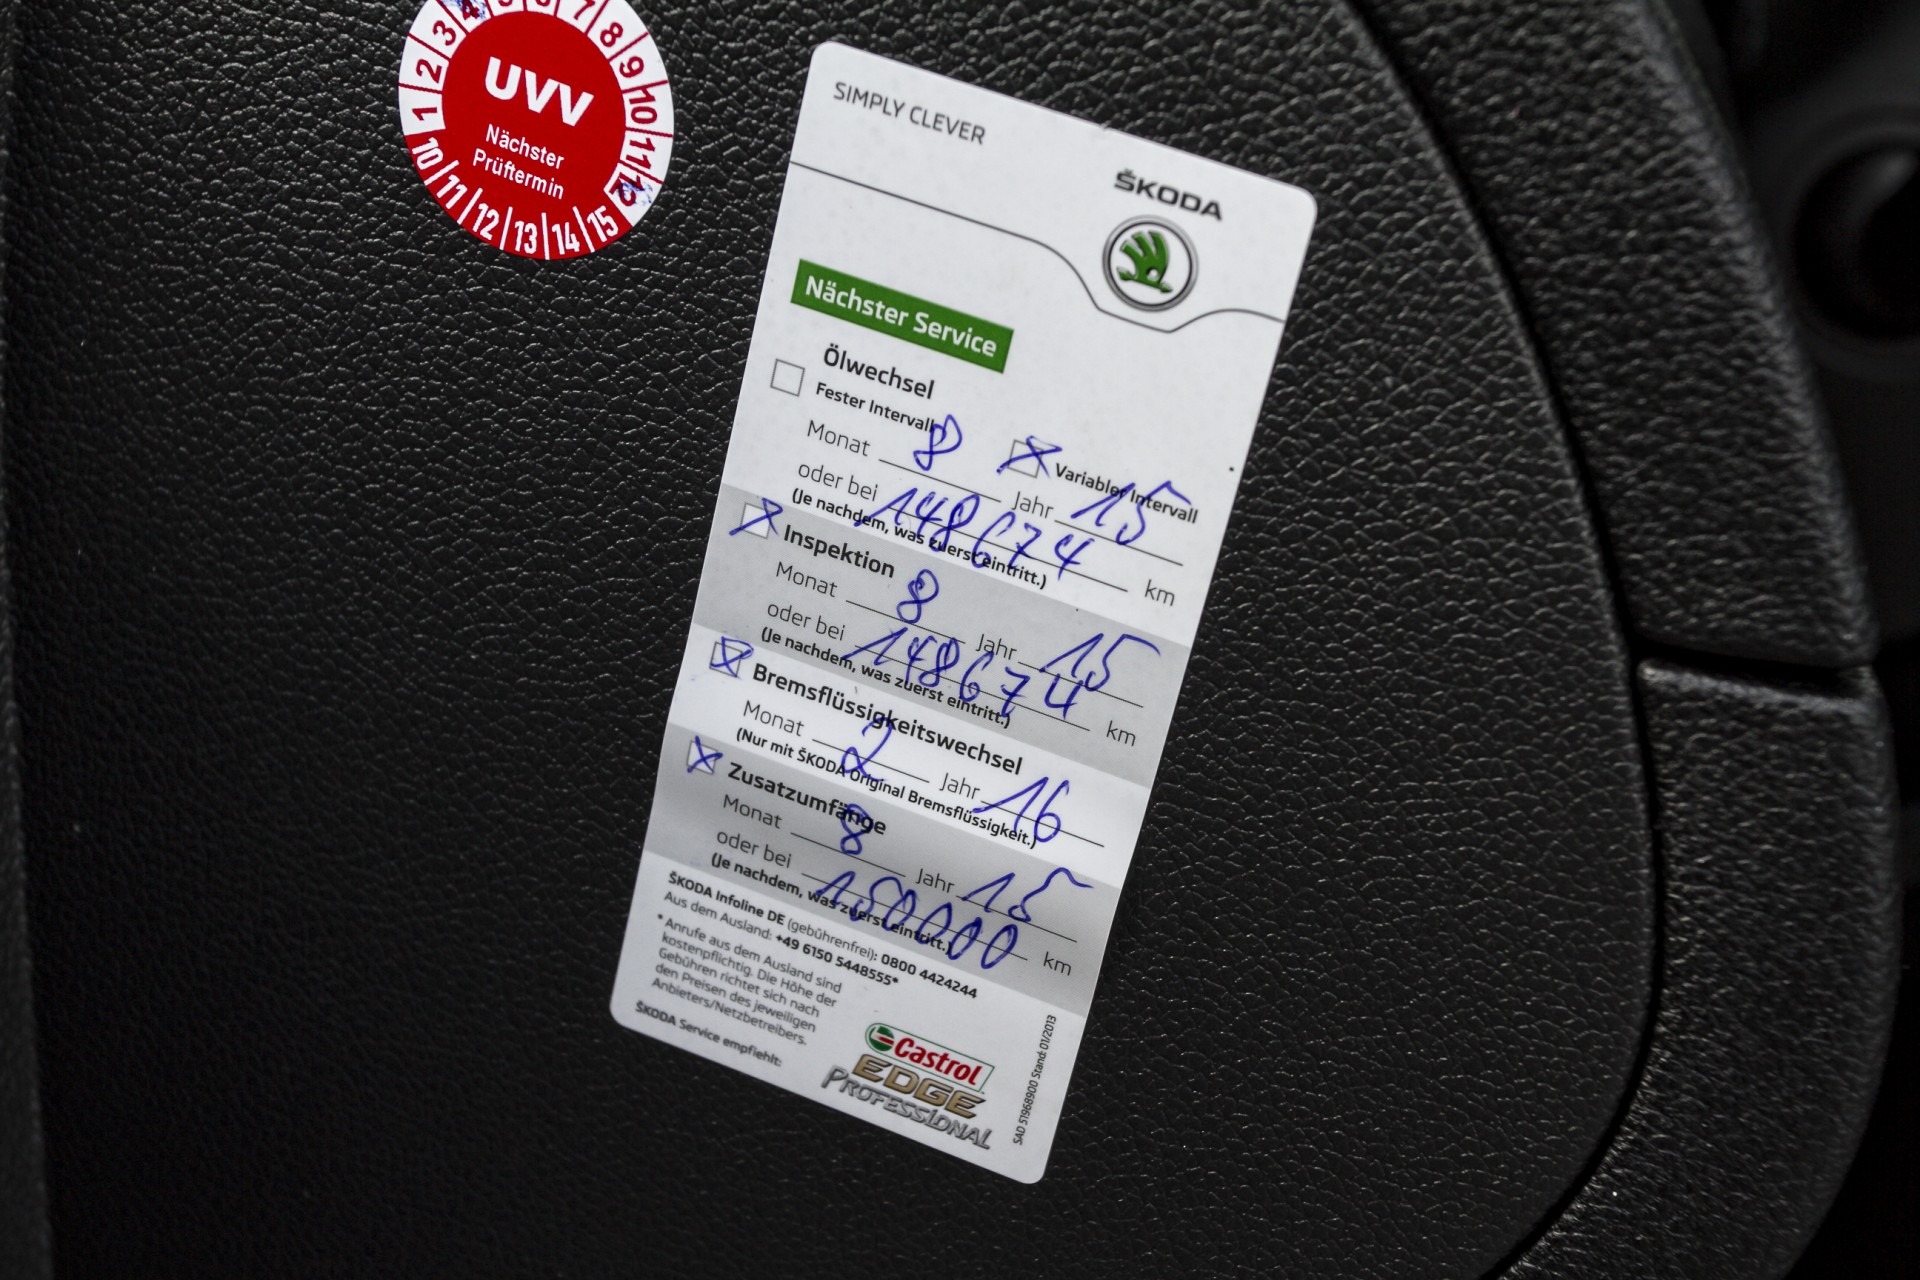 1 2 3 4 5 6 7 8 9 10 11 12
UVV
Nächster
Prüftermin
10 11 12 13 14 15
SIMPLY CLEVER
ŠKODA
Nächster Service
Ölwechsel
Fester Intervall
Variabler Intervall
Monat 8 Jahr 15
oder bei 148674 km
(Je nachdem, was zuerst eintritt.)
Inspektion
Monat 8 Jahr 15
oder bei 148674 km
(Je nachdem, was zuerst eintritt.)
Bremsflüssigkeitswechsel
Monat 2 Jahr 16
(Nur mit ŠKODA Original Bremsflüssigkeit.)
Zusatzumfänge
Monat 8 Jahr 15
oder bei 150000 km
(Je nachdem, was zuerst eintritt.)
ŠKODA Infoline DE (gebührenfrei): 0800 4424244
Aus dem Ausland: +49 6150 5448555*
* Anrufe aus dem Ausland sind
kostenpflichtig. Die Höhe der
Gebühren richtet sich nach
den Preisen des jeweiligen
Anbieters/Netzbetreibers.
ŠKODA Service empfiehlt:
Castrol
EDGE
PROFESSIONAL
SAD 51968900 Stand: 01/2013